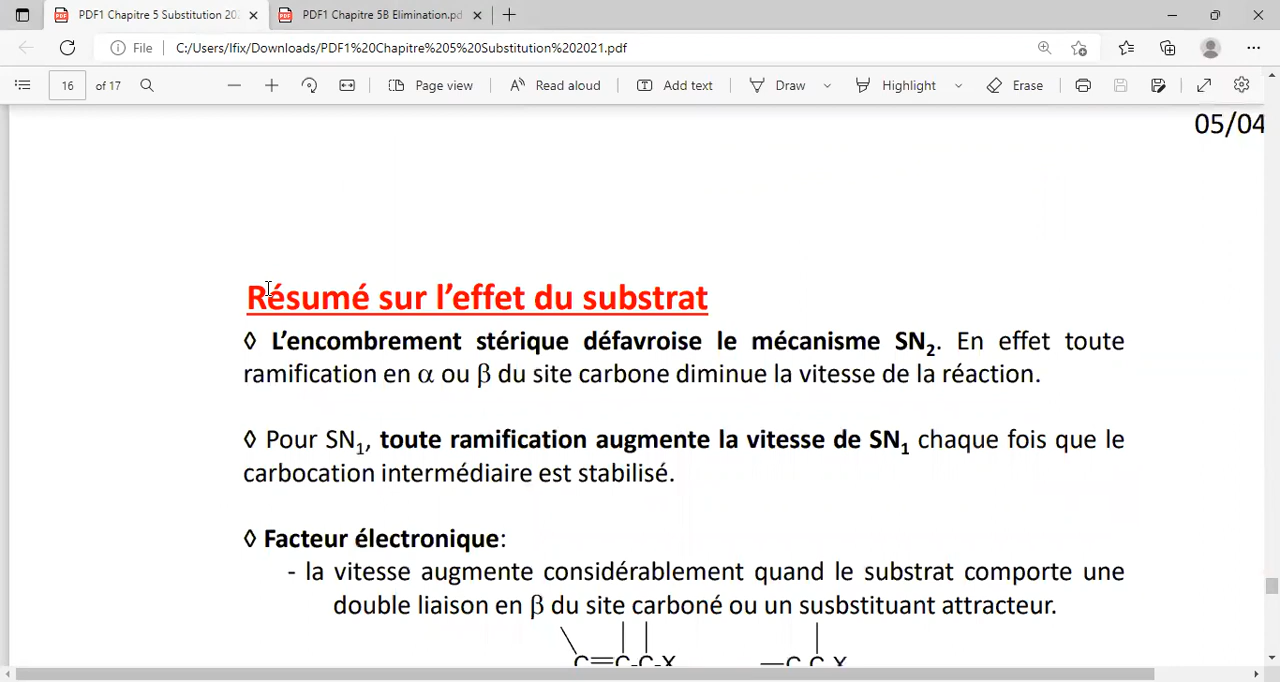 PDF1 Chapitre 5 Substitution 20
PDF1 Chapitre 5B Elimination.pd
File
C:/Users/Ifix/Downloads/PDF1%20Chapitre%205%20Substitution%202021.pdf
16 of 17
Page view
Read aloud
Add text
Draw
Highlight
Erase
05/04
Résumé sur l'effet du substrat
◊ L'encombrement stérique défavroise le mécanisme SN2. En effet toute
ramification en α ou β du site carbone diminue la vitesse de la réaction.
◊ Pour SN1, toute ramification augmente la vitesse de SN1 chaque fois que le
carbocation intermédiaire est stabilisé.
◊ Facteur électronique:
- la vitesse augmente considérablement quand le substrat comporte une
double liaison en β du site carboné ou un susbstituant attracteur.
C=C-C-X —C C X